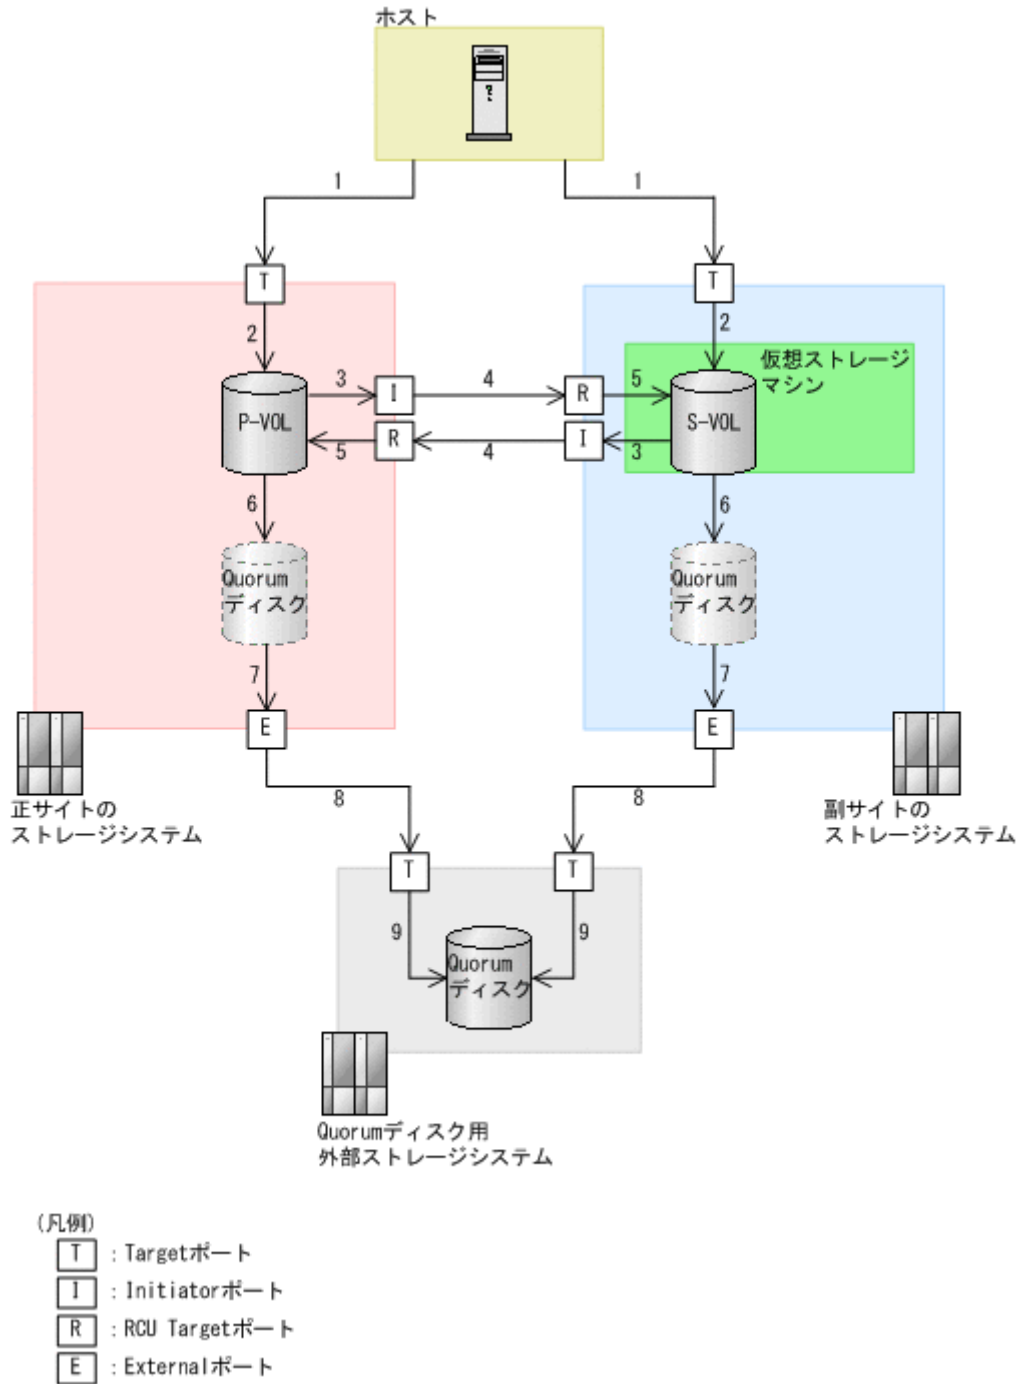 ホスト
1
1
T
T
2
2
仮想ストレージ
マシン
3
I
4
R
5
P-VOL
S-VOL
5
R
4
I
3
6
6
Quorum
ディスク
Quorum
ディスク
7
7
E
E
正サイトの
ストレージシステム
副サイトの
ストレージシステム
8
8
T
T
9
9
Quorum
ディスク
Quorumディスク用
外部ストレージシステム
(凡例)
T : Targetポート
I : Initiatorポート
R : RCU Targetポート
E : Externalポート